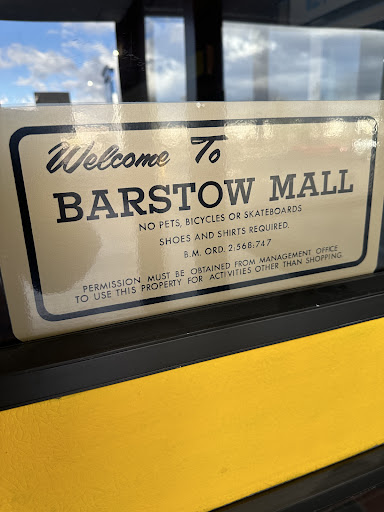 Welcome To
BARSTOW MALL
NO PETS, BICYCLES OR SKATEBOARDS
SHOES AND SHIRTS REQUIRED.
B.M. ORD. 2:568,747
PERMISSION MUST BE OBTAINED FROM MANAGEMENT OFFICE
TO USE THIS PROPERTY FOR ACTIVITIES OTHER THAN SHOPPING.